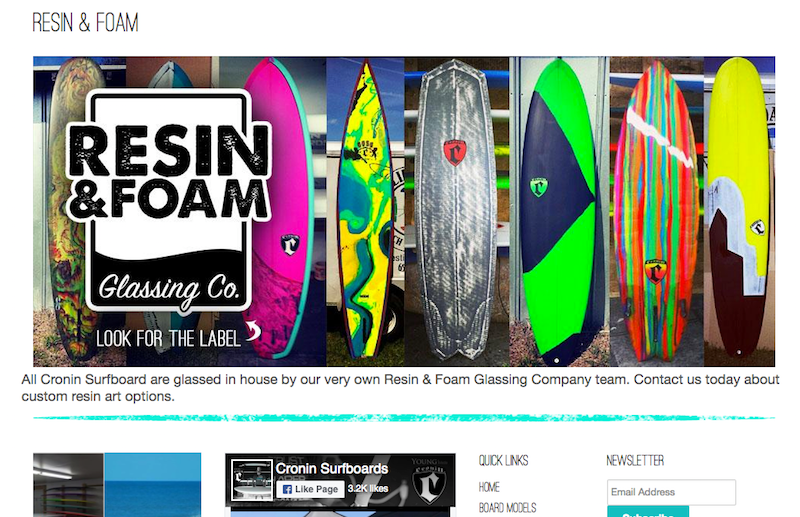 RESIN & FOAM
RESIN
& FOAM
Glassing Co.
LOOK FOR THE LABEL
All Cronin Surfboard are glassed in house by our very own Resin & Foam Glassing Company team. Contact us today about
custom resin art options.
Cronin Surfboards
Like Page
3.2K likes
QUICK LINKS
HOME
BOARD MODELS
NEWSLETTER
Email Address
Subscribe